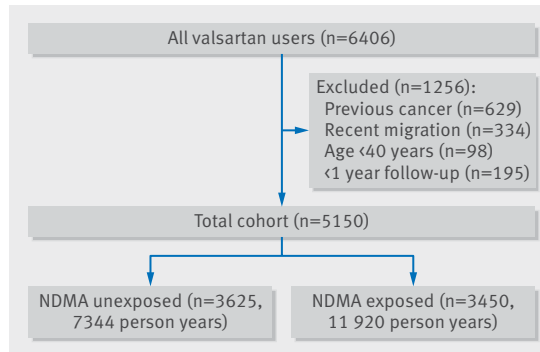 All valsartan users (n=6406)
Excluded (n=1256):
Previous cancer (n=629)
Recent migration (n=334)
Age <40 years (n=98)
<1 year follow-up (n=195)
Total cohort (n=5150)
NDMA unexposed (n=3625,
7344 person years)
NDMA exposed (n=3450,
11 920 person years)